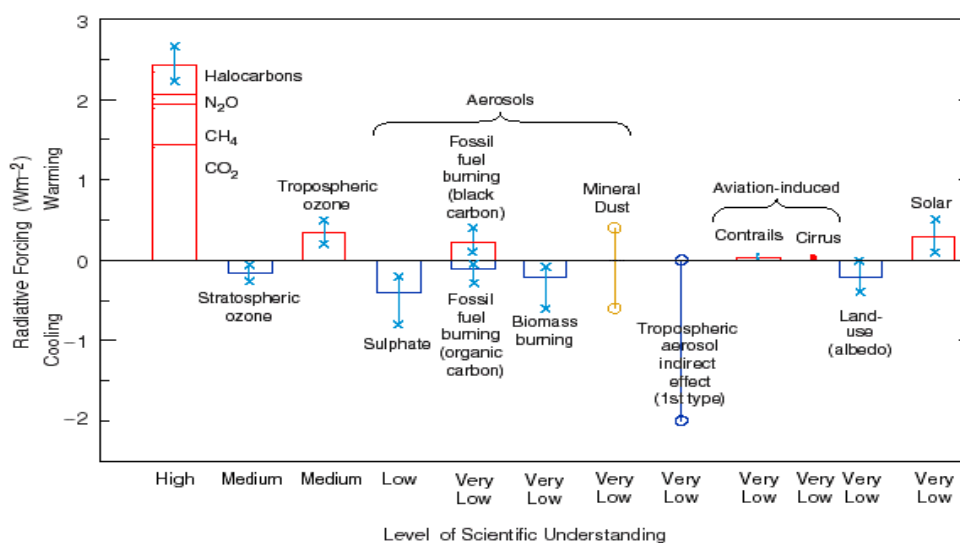 3
2
1
0
−1
−2
Radiative Forcing (Wm−2)
Cooling Warming
Halocarbons
N2O
CH4
CO2
Stratospheric
ozone
Tropospheric
ozone
Aerosols
Sulphate
Fossil
fuel
burning
(black
carbon)
Fossil
fuel
burning
(organic
carbon)
Biomass
burning
Mineral
Dust
Tropospheric
aerosol
indirect
effect
(1st type)
Aviation-induced
Contrails Cirrus
Land-
use
(albedo)
Solar
High Medium Medium Low Very Very Very Very Very Very Very Very
Low Low Low Low Low Low Low Low
Level of Scientific Understanding